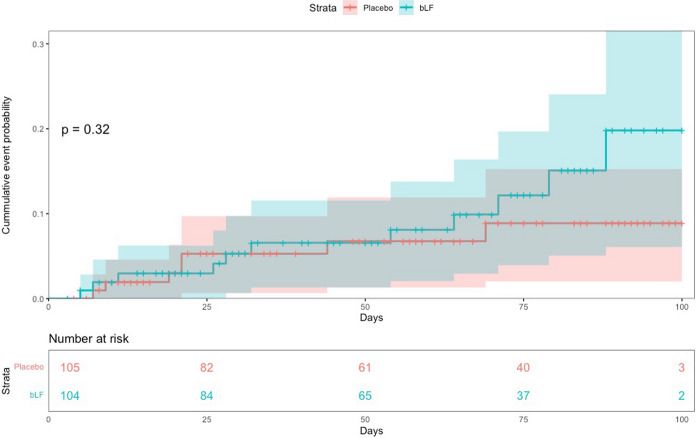 Strata Placebo bLF
Cummulative event probability
0.3
0.2
0.1
0.0
p = 0.32
0 25 50 75 100
Days
Number at risk
Strata
Placebo 105 82 61 40 3
bLF 104 84 65 37 2
0 25 50 75 100
Days